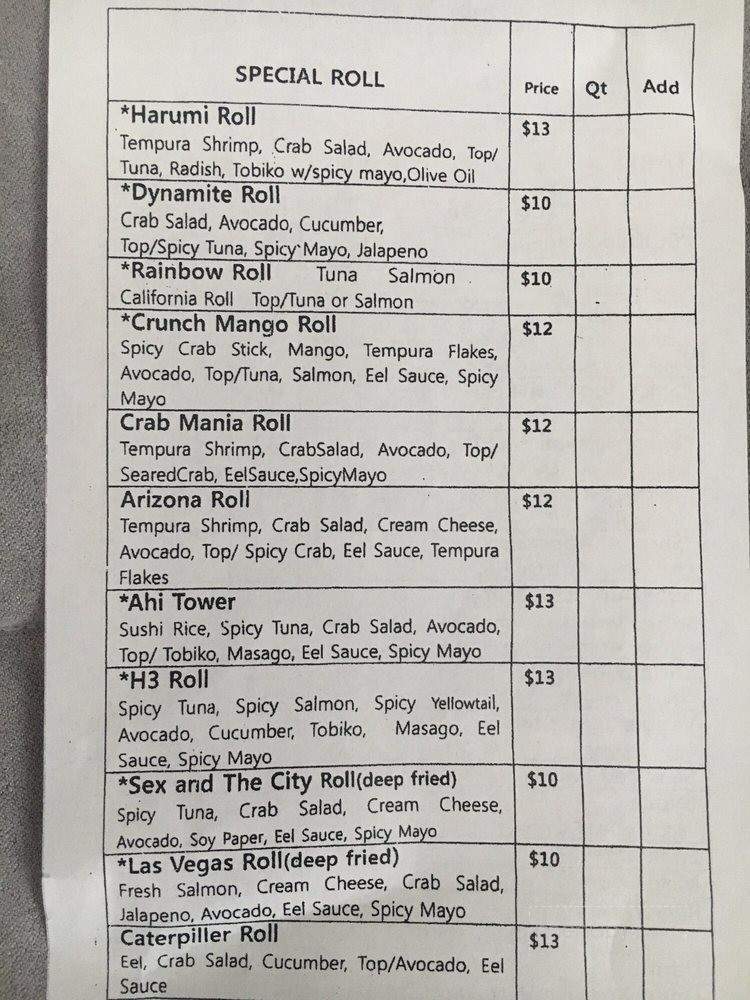 SPECIAL ROLL Price Qt Add
*Harumi Roll $13
Tempura Shrimp, Crab Salad, Avocado, Top/
Tuna, Radish, Tobiko w/spicy mayo,Olive Oil
*Dynamite Roll $10
Crab Salad, Avocado, Cucumber,
Top/Spicy Tuna, Spicy Mayo, Jalapeno
*Rainbow Roll Tuna Salmon $10
California Roll Top/Tuna or Salmon
*Crunch Mango Roll $12
Spicy Crab Stick, Mango, Tempura Flakes,
Avocado, Top/Tuna, Salmon, Eel Sauce, Spicy
Mayo
Crab Mania Roll $12
Tempura Shrimp, CrabSalad, Avocado, Top/
SearedCrab, EelSauce,SpicyMayo
Arizona Roll $12
Tempura Shrimp, Crab Salad, Cream Cheese,
Avocado, Top/ Spicy Crab, Eel Sauce, Tempura
Flakes
*Ahi Tower $13
Sushi Rice, Spicy Tuna, Crab Salad, Avocado,
Top/ Tobiko, Masago, Eel Sauce, Spicy Mayo
*H3 Roll $13
Spicy Tuna, Spicy Salmon, Spicy Yellowtail,
Avocado, Cucumber, Tobiko, Masago, Eel
Sauce, Spicy Mayo
*Sex and The City Roll(deep fried) $10
Spicy Tuna, Crab Salad, Cream Cheese,
Avocado, Soy Paper, Eel Sauce, Spicy Mayo
*Las Vegas Roll(deep fried) $10
Fresh Salmon, Cream Cheese, Crab Salad,
Jalapeno, Avocado, Eel Sauce, Spicy Mayo
Caterpiller Roll $13
Eel, Crab Salad, Cucumber, Top/Avocado, Eel
Sauce